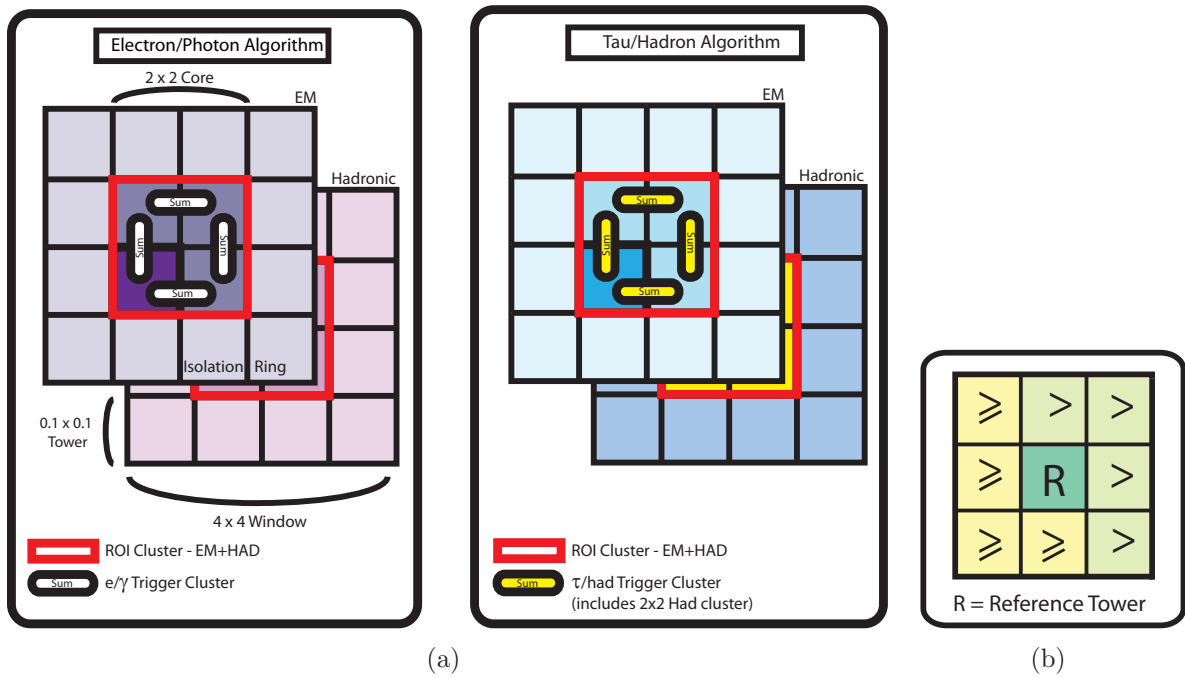 Electron/Photon Algorithm
2 x 2 Core
EM
Hadronic
Sum
Sum
Sum
Sum
Isolation Ring
0.1 x 0.1
Tower
4 x 4 Window
ROI Cluster - EM+HAD
Sum
e/γ Trigger Cluster
Tau/Hadron Algorithm
EM
Hadronic
Sum
Sum
Sum
Sum
ROI Cluster - EM+HAD
Sum
τ/had Trigger Cluster
(includes 2x2 Had cluster)
(a)
⩾ > >
⩾ R >
⩾ ⩾ >
R = Reference Tower
(b)